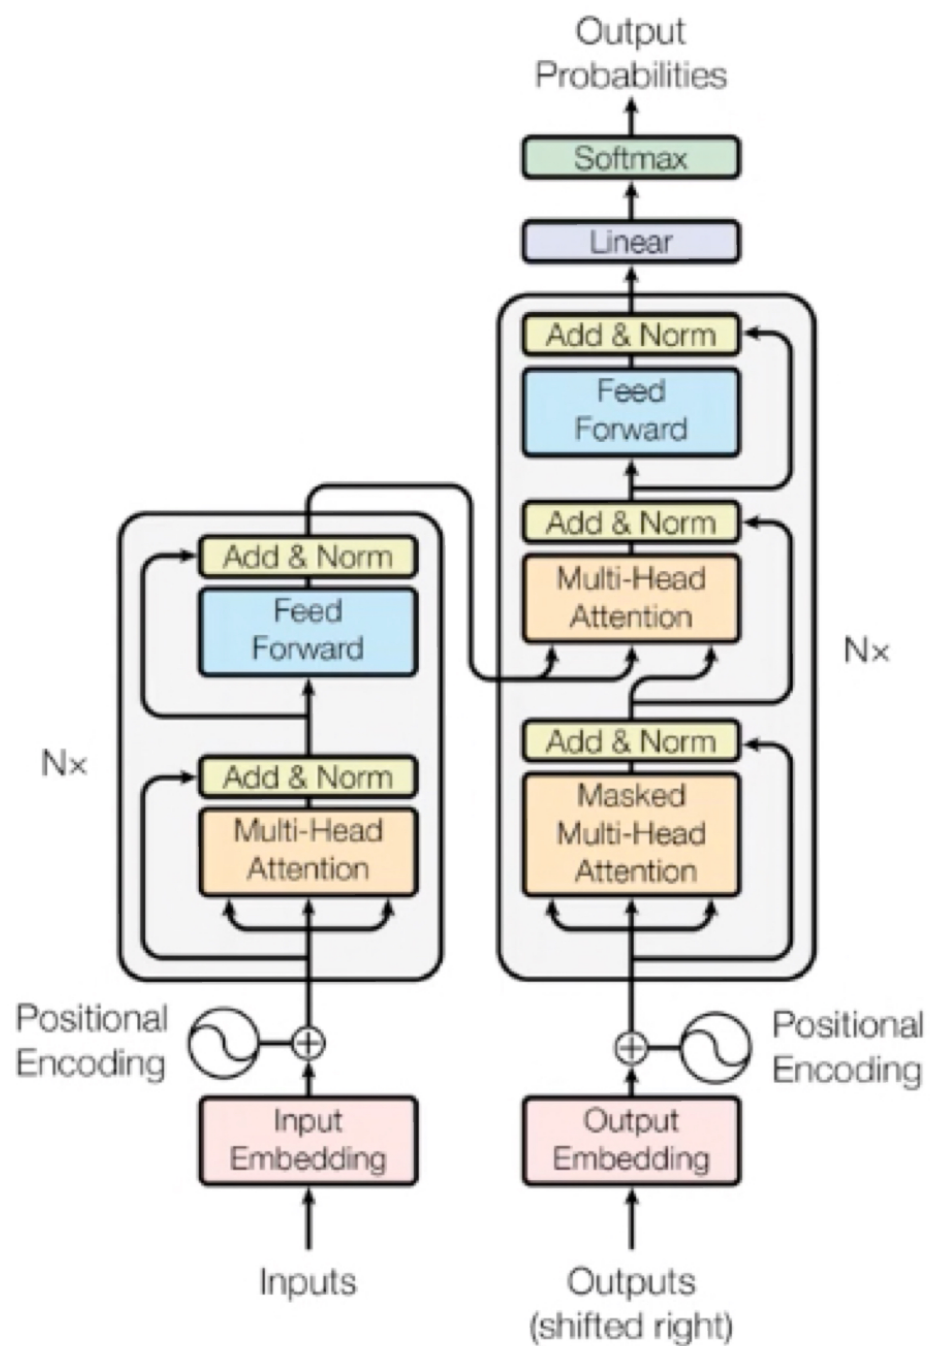 Output
Probabilities
Softmax
Linear
Add & Norm
Feed
Forward
Add & Norm
Multi-Head
Attention
Nx
Add & Norm
Masked
Multi-Head
Attention
Add & Norm
Feed
Forward
Nx
Add & Norm
Multi-Head
Attention
Positional
Encoding
Positional
Encoding
Input
Embedding
Output
Embedding
Inputs
Outputs
(shifted right)